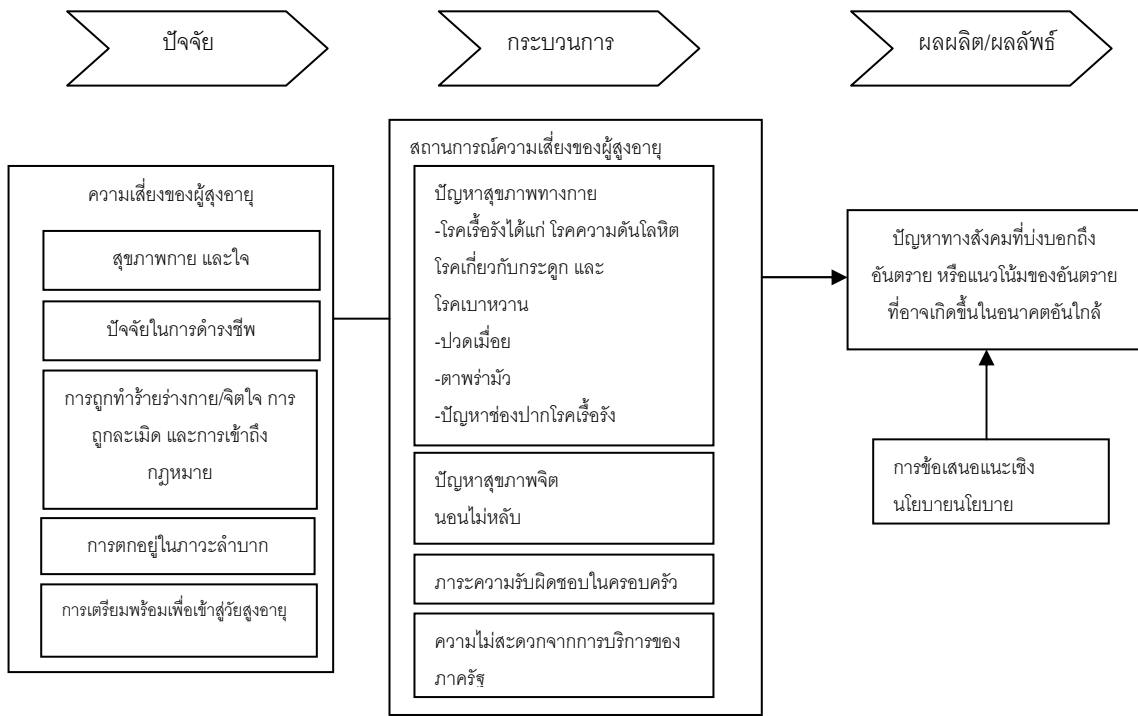 ปัจจัย
กระบวนการ
ผลผลิต/ผลลัพธ์
ความเสี่ยงของผู้สุงอายุ
สุขภาพกาย และใจ
ปัจจัยในการดำรงชีพ
การถูกทำร้ายร่างกาย/จิตใจ การ
ถูกละเมิด และการเข้าถึง
กฎหมาย
การตกอยู่ในภาวะลำบาก
การเตรียมพร้อมเพื่อเข้าสู่วัยสูงอายุ
สถานการณ์ความเสี่ยงของผู้สูงอายุ
ปัญหาสุขภาพทางกาย
-โรคเรื้อรังได้แก่ โรคความดันโลหิต
โรคเกี่ยวกับกระดูก และ
โรคเบาหวาน
-ปวดเมื่อย
-ตาพร่ามัว
-ปัญหาช่องปากโรคเรื้อรัง
ปัญหาสุขภาพจิต
นอนไม่หลับ
ภาระความรับผิดชอบในครอบครัว
ความไม่สะดวกจากการบริการของ
ภาครัฐ
ปัญหาทางสังคมที่บ่งบอกถึง
อันตราย หรือแนวโน้มของอันตราย
ที่อาจเกิดขึ้นในอนาคตอันใกล้
การข้อเสนอแนะเชิง
นโยบายนโยบาย